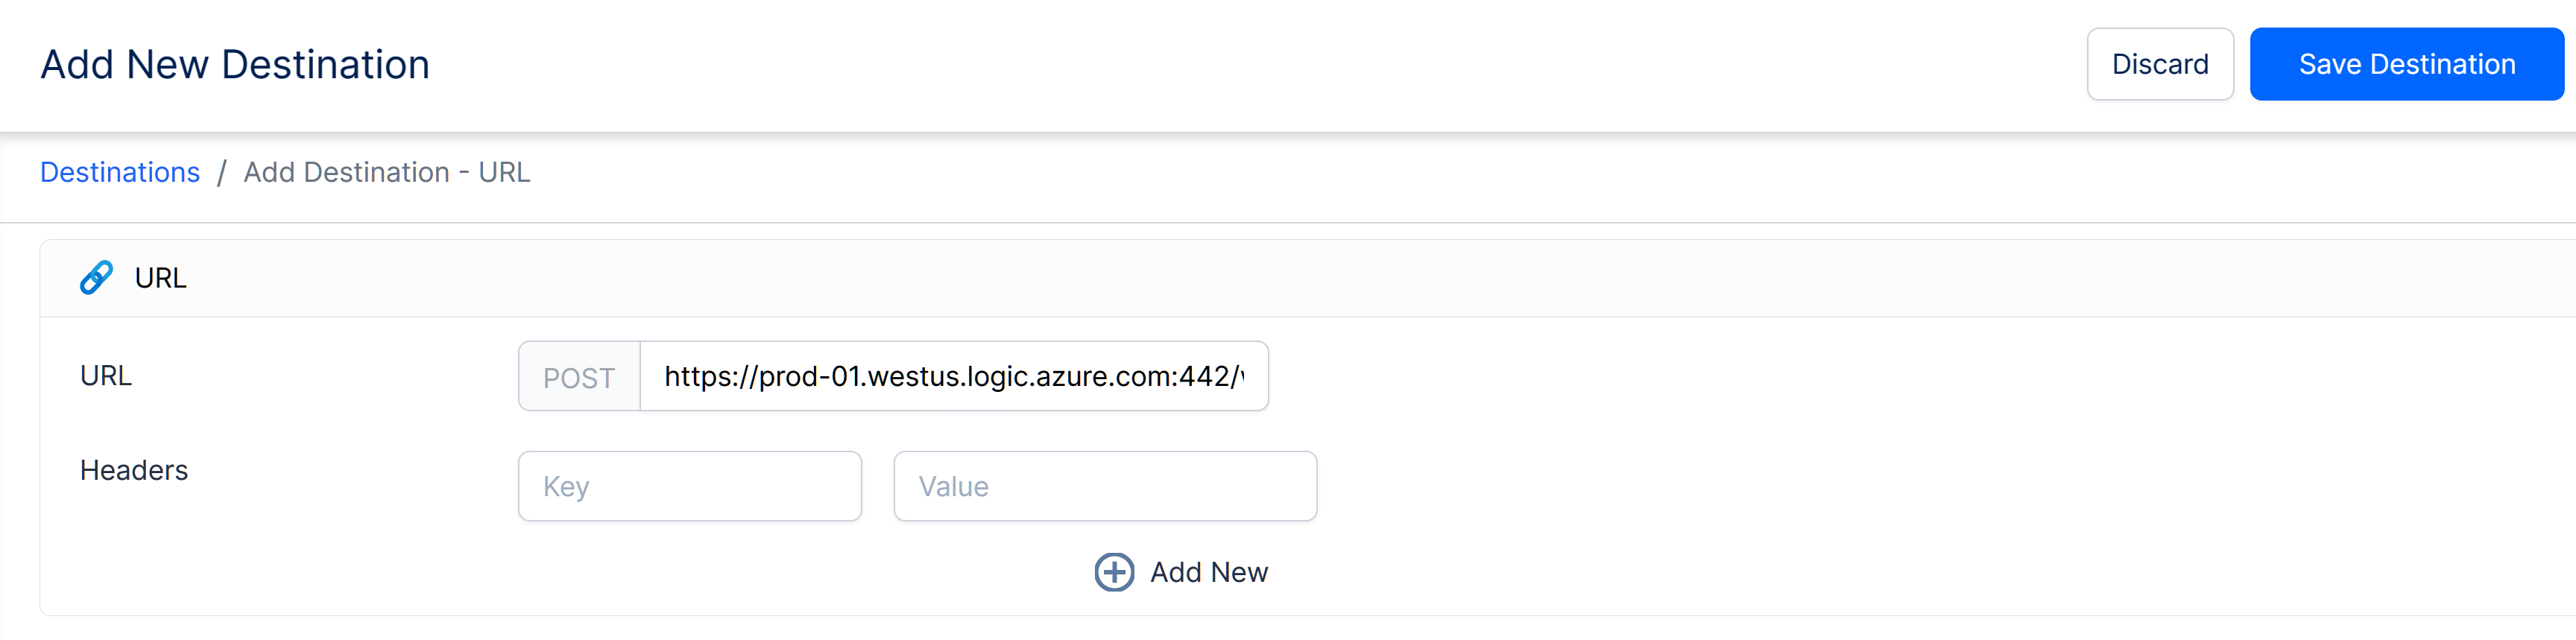 Add New Destination
Discard
Save Destination
Destinations / Add Destination - URL
URL
URL
POST
https://prod-01.westus.logic.azure.com:442/
Headers
Key
Value
Add New